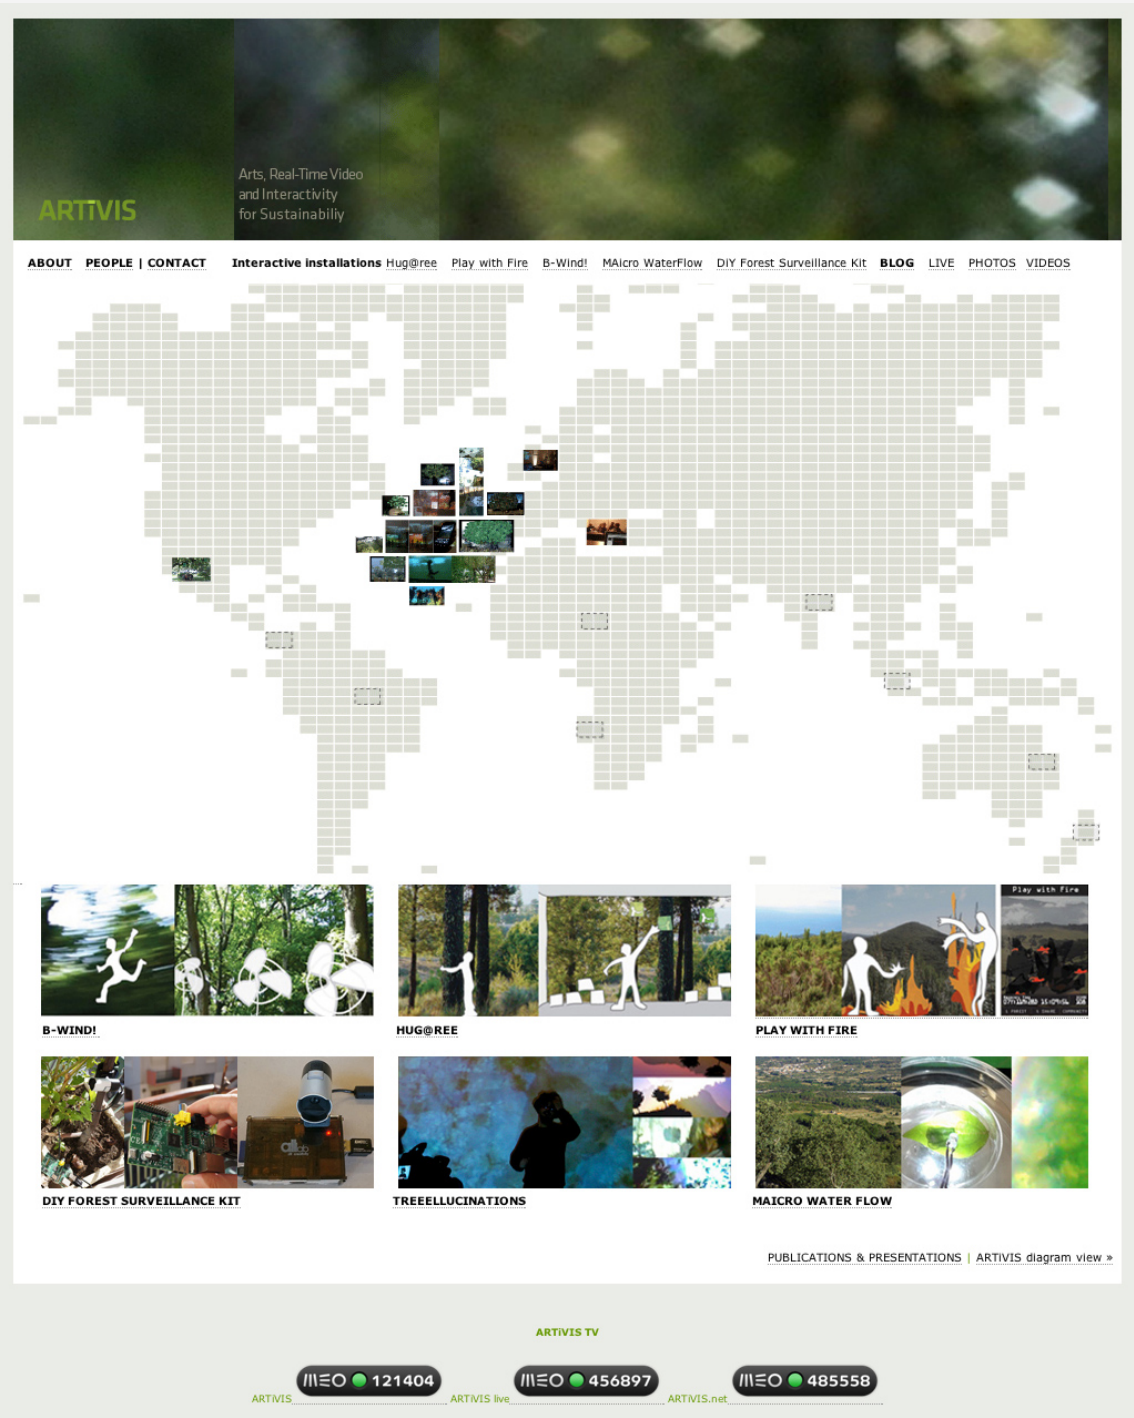 ARTiVIS
Arts, Real-Time Video
and Interactivity
for Sustainabiliy
ABOUT PEOPLE | CONTACT Interactive installations Hug@ree Play with Fire B-Wind! MAicro WaterFlow DiY Forest Surveillance Kit BLOG LIVE PHOTOS VIDEOS
Play with Fire
B-WIND!
HUG@REE
PLAY WITH FIRE
DIY FOREST SURVEILLANCE KIT
TREEELLUCINATIONS
MAICRO WATER FLOW
PUBLICATIONS & PRESENTATIONS | ARTiVIS diagram view »
ARTiVIS TV
ARTiVIS MEO 121404 ARTiVIS live MEO 456897 ARTiVIS.net MEO 485558